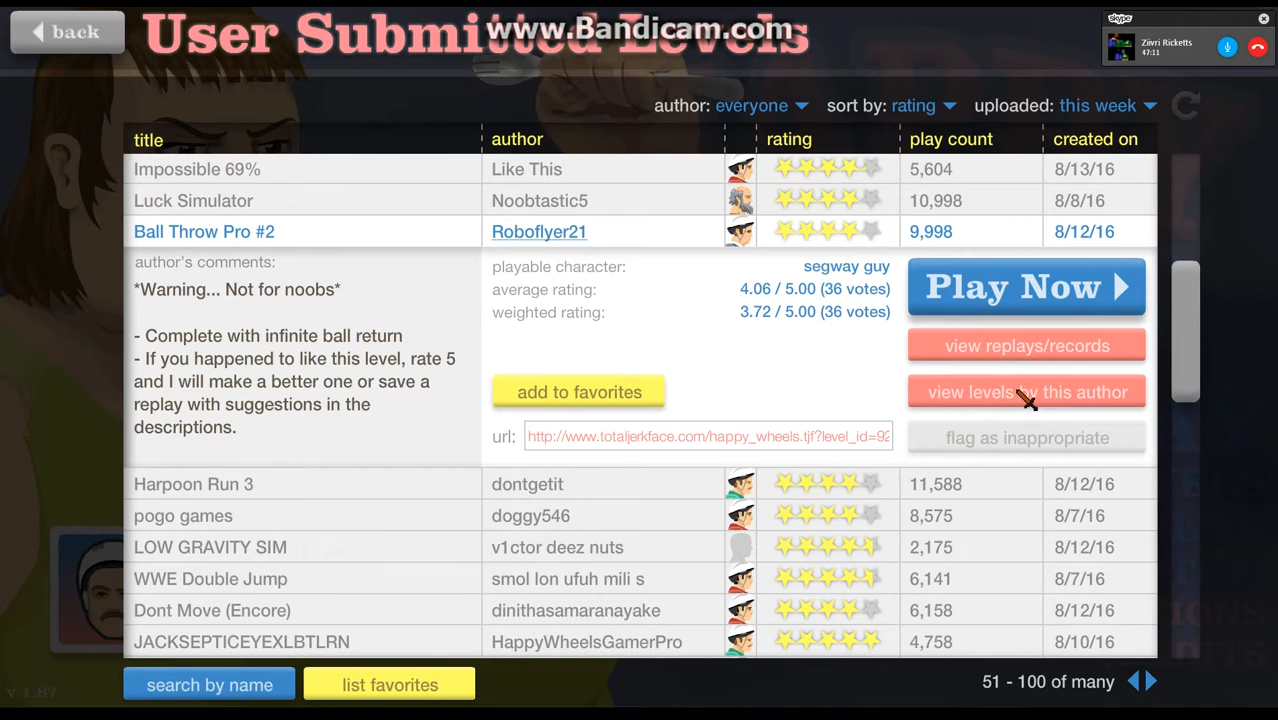 back
User Submitted Levels
www.Bandicam.com
skype
Ziivri Ricketts
47:11
author: everyone sort by: rating uploaded: this week
title author rating play count created on
Impossible 69% Like This 5,604 8/13/16
Luck Simulator Noobtastic5 10,998 8/8/16
Ball Throw Pro #2 Roboflyer21 9,998 8/12/16
author's comments:
*Warning... Not for noobs*
- Complete with infinite ball return
- If you happened to like this level, rate 5
and I will make a better one or save a
replay with suggestions in the
descriptions.
playable character: segway guy
average rating: 4.06 / 5.00 (36 votes)
weighted rating: 3.72 / 5.00 (36 votes)
add to favorites
url: http://www.totaljerkface.com/happy_wheels.tjf?level_id=92
Play Now
view replays/records
view levels by this author
flag as inappropriate
Harpoon Run 3 dontgetit 11,588 8/12/16
pogo games doggy546 8,575 8/7/16
LOW GRAVITY SIM v1ctor deez nuts 2,175 8/12/16
WWE Double Jump smol lon ufuh mili s 6,141 8/7/16
Dont Move (Encore) dinithasamaranayake 6,158 8/12/16
JACKSEPTICEYEXLBTLRN HappyWheelsGamerPro 4,758 8/10/16
search by name list favorites 51 - 100 of many
v 1.87